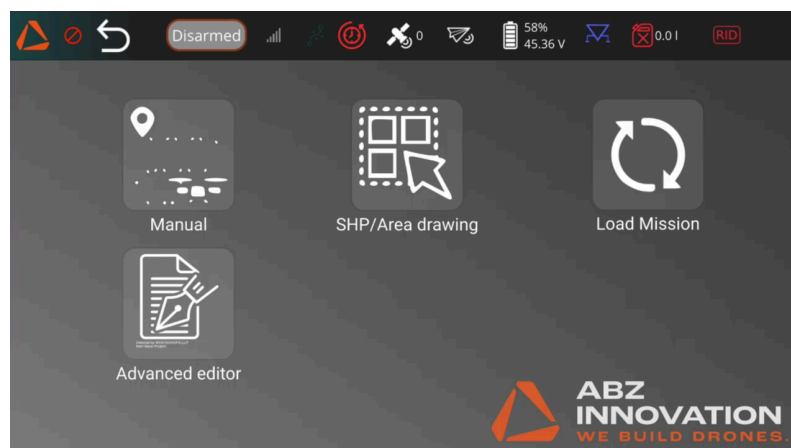 Disarmed
0
58%
45.36 V
0.0 l
RID
Manual
SHP/Area drawing
Load Mission
Advanced editor
ABZ
INNOVATION
WE BUILD DRONES.